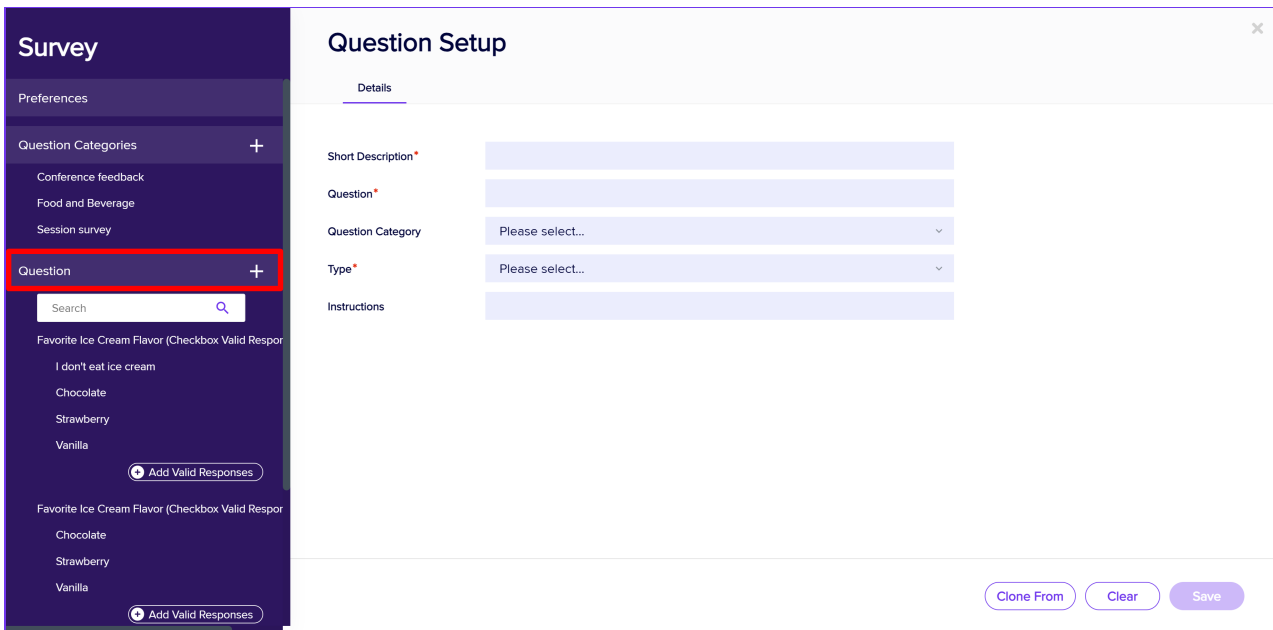 Survey
Preferences
Question Categories
Conference feedback
Food and Beverage
Session survey
Question
Search
Favorite Ice Cream Flavor (Checkbox Valid Respor
I don't eat ice cream
Chocolate
Strawberry
Vanilla
Add Valid Responses
Favorite Ice Cream Flavor (Checkbox Valid Respor
Chocolate
Strawberry
Vanilla
Add Valid Responses
Question Setup
Details
Short Description*
Question*
Question Category Please select...
Type* Please select...
Instructions
Clone From Clear Save